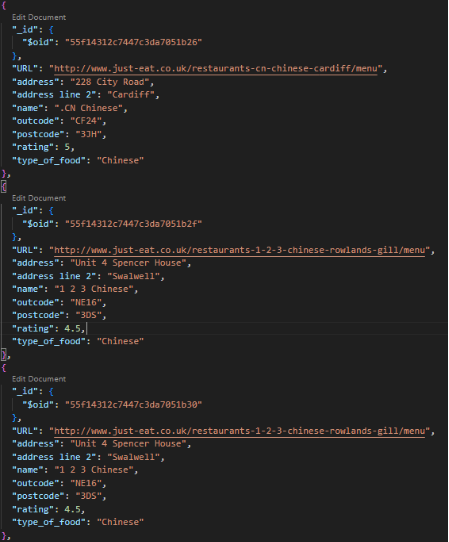 {
Edit Document
"_id": {
"$oid": "55f14312c7447c3da7051b26"
},
"URL": "http://www.just-eat.co.uk/restaurants-cn-chinese-cardiff/menu",
"address": "228 City Road",
"address line 2": "Cardiff",
"name": ".CN Chinese",
"outcode": "CF24",
"postcode": "3JH",
"rating": 5,
"type_of_food": "Chinese"
},
{
Edit Document
"_id": {
"$oid": "55f14312c7447c3da7051b2f"
},
"URL": "http://www.just-eat.co.uk/restaurants-1-2-3-chinese-rowlands-gill/menu",
"address": "Unit 4 Spencer House",
"address line 2": "Swalwell",
"name": "1 2 3 Chinese",
"outcode": "NE16",
"postcode": "3DS",
"rating": 4.5,
"type_of_food": "Chinese"
},
{
Edit Document
"_id": {
"$oid": "55f14312c7447c3da7051b30"
},
"URL": "http://www.just-eat.co.uk/restaurants-1-2-3-chinese-rowlands-gill/menu",
"address": "Unit 4 Spencer House",
"address line 2": "Swalwell",
"name": "1 2 3 Chinese",
"outcode": "NE16",
"postcode": "3DS",
"rating": 4.5,
"type_of_food": "Chinese"
},